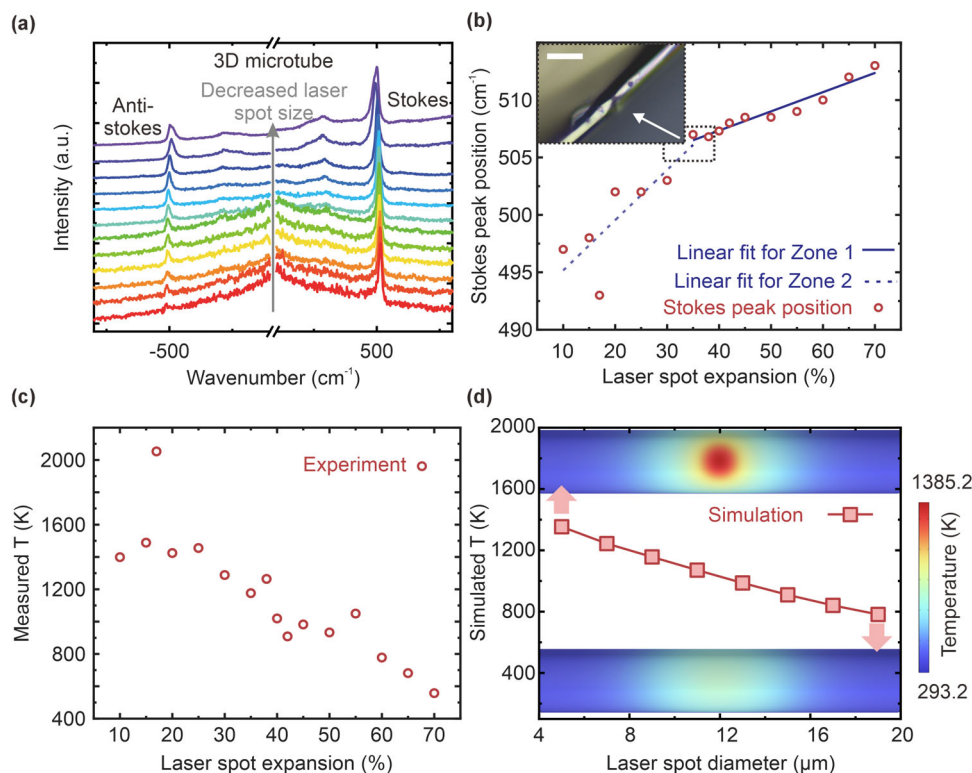 (a)
3D microtube
Anti-
stokes
Decreased laser
spot size
Stokes
Intensity (a.u.)
-500
500
Wavenumber (cm⁻¹)
(b)
Stokes peak position (cm⁻¹)
510
505
500
495
490
Linear fit for Zone 1
Linear fit for Zone 2
Stokes peak position
10 20 30 40 50 60 70
Laser spot expansion (%)
(c)
Measured T (K)
2000
1600
1200
800
400
Experiment
10 20 30 40 50 60 70
Laser spot expansion (%)
(d)
Simulated T (K)
2000
1600
1200
800
400
Simulation
4 8 12 16 20
Laser spot diameter (μm)
1385.2
Temperature (K)
293.2